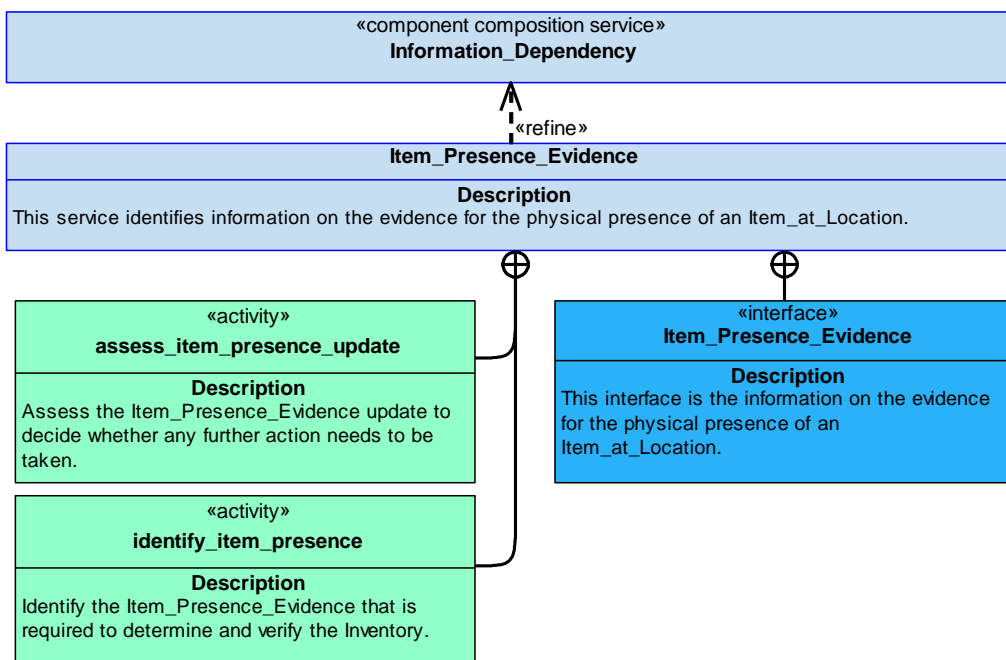 «component composition service»
Information_Dependency
«refine»
Item_Presence_Evidence
Description
This service identifies information on the evidence for the physical presence of an Item_at_Location.
«activity»
assess_item_presence_update
Description
Assess the Item_Presence_Evidence update to
decide whether any further action needs to be
taken.
«interface»
Item_Presence_Evidence
Description
This interface is the information on the evidence
for the physical presence of an
Item_at_Location.
«activity»
identify_item_presence
Description
Identify the Item_Presence_Evidence that is
required to determine and verify the Inventory.